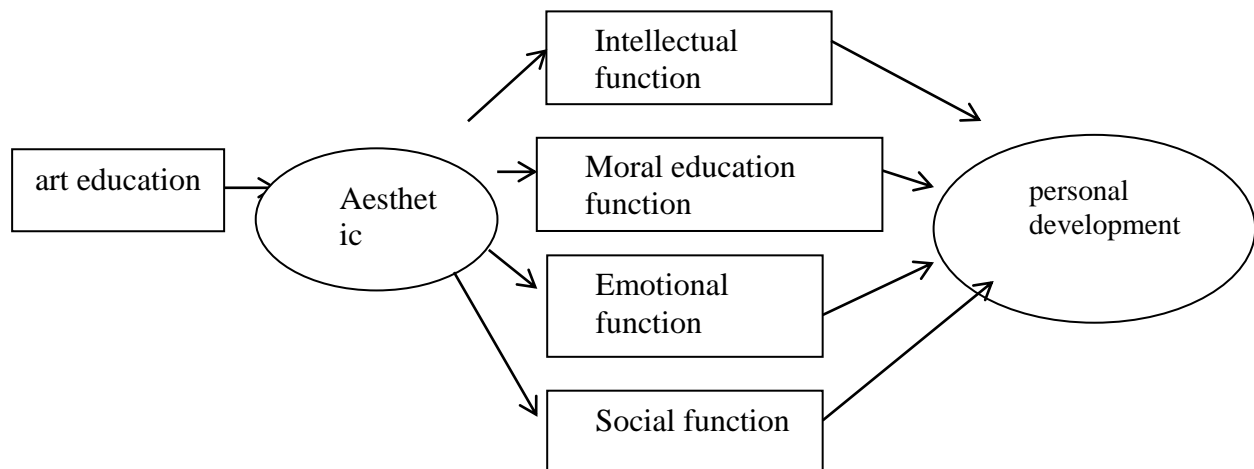 art education
Aesthet
ic
Intellectual
function
Moral education
function
Emotional
function
Social function
personal
development